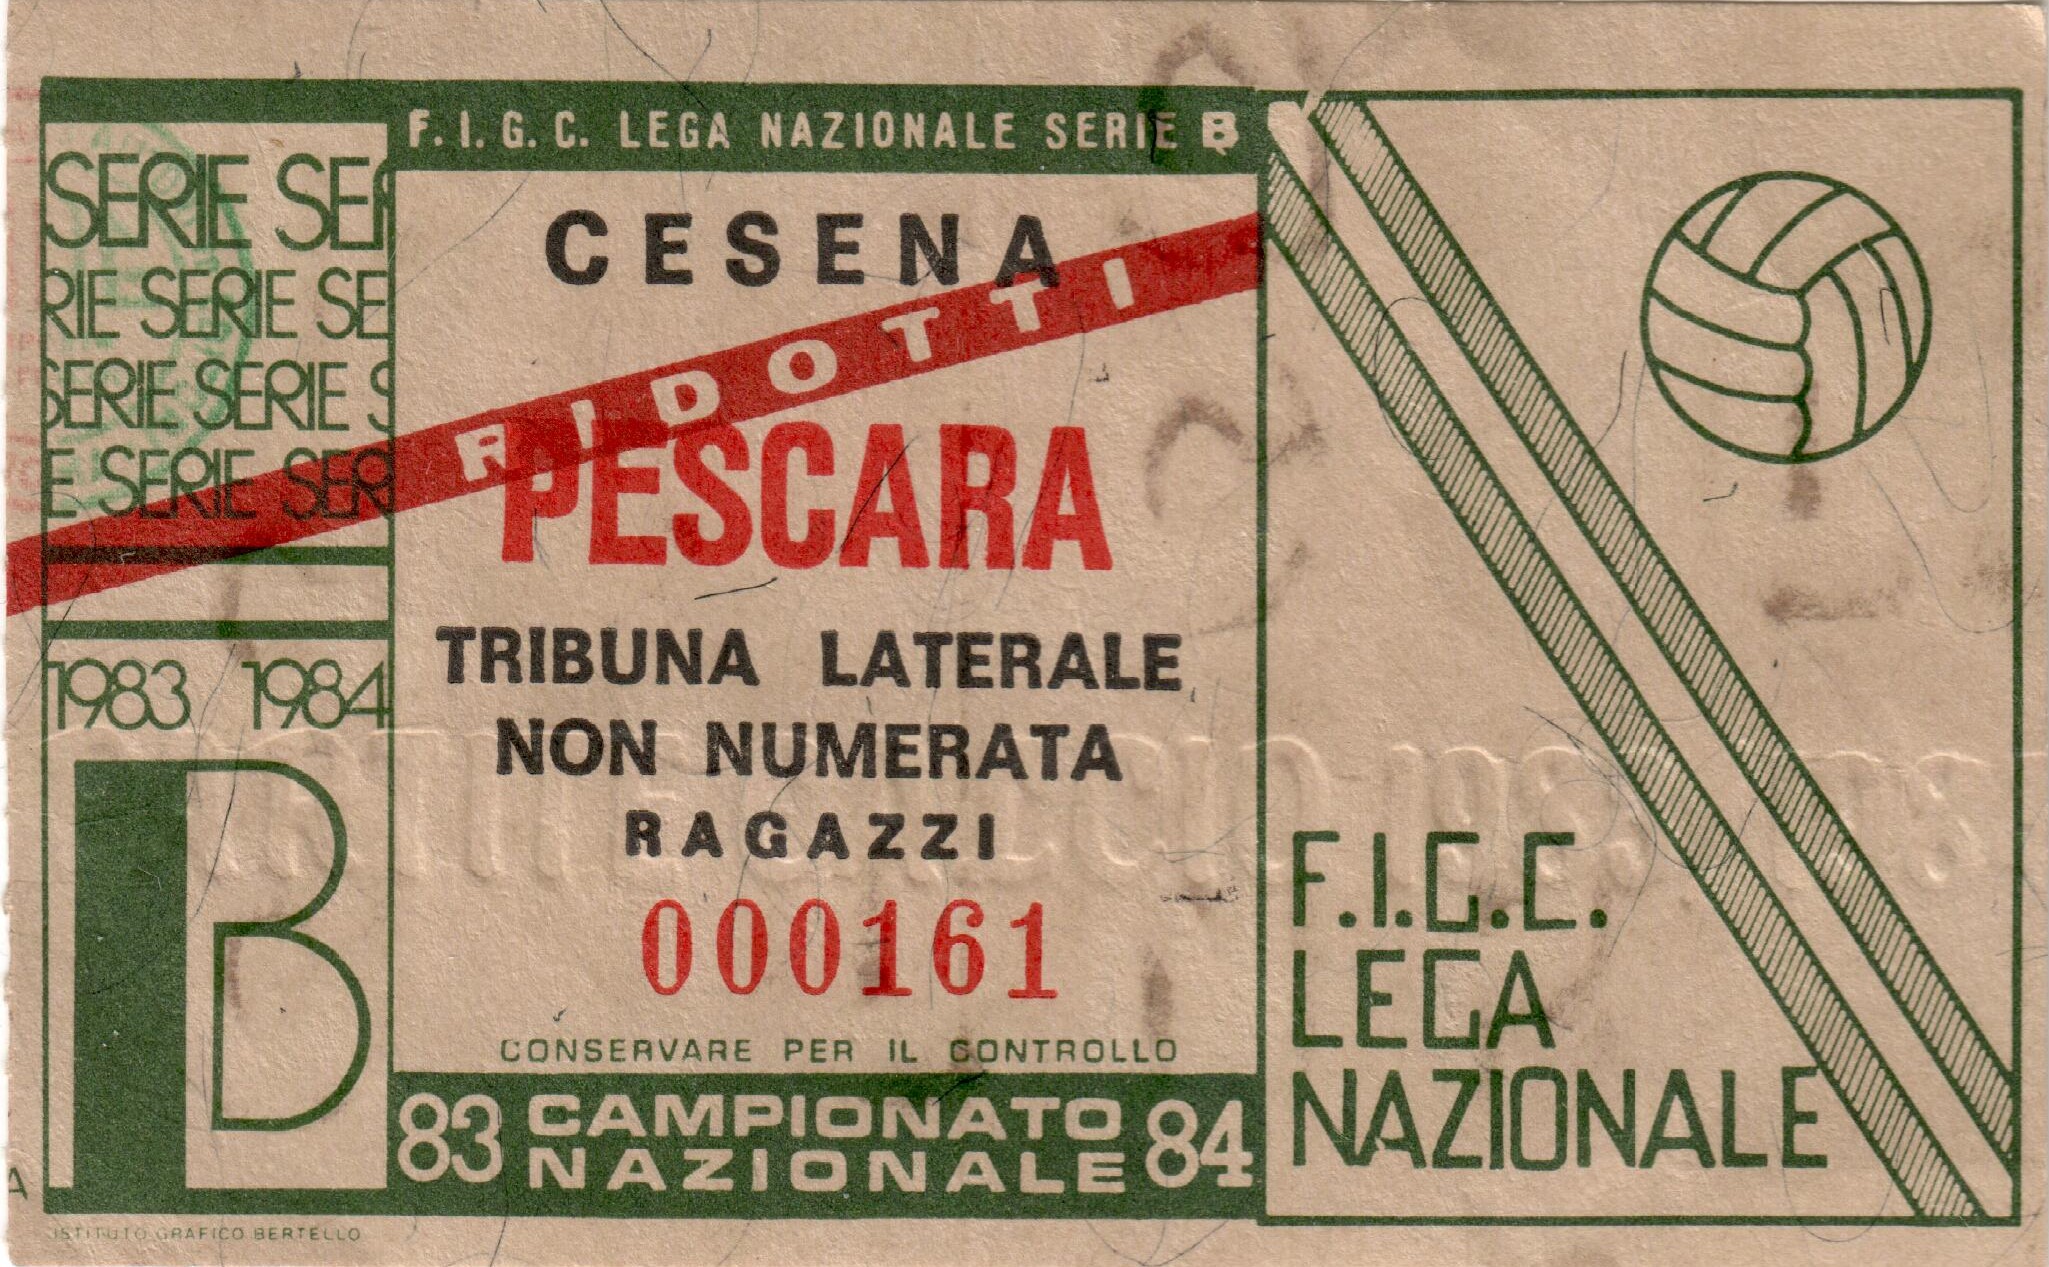 F. I. G. C. LEGA NAZIONALE SERIE B
SERIE SER
RIE SERIE SE
SERIE SERIE S
E SERIE SER
1983 1984
B
CESENA
RIDOTTI
PESCARA
TRIBUNA LATERALE
NON NUMERATA
RAGAZZI
000161
CONSERVARE PER IL CONTROLLO
83 CAMPIONATO NAZIONALE 84
F.I.G.C.
LEGA
NAZIONALE
ISTITUTO GRAFICO BERTELLO